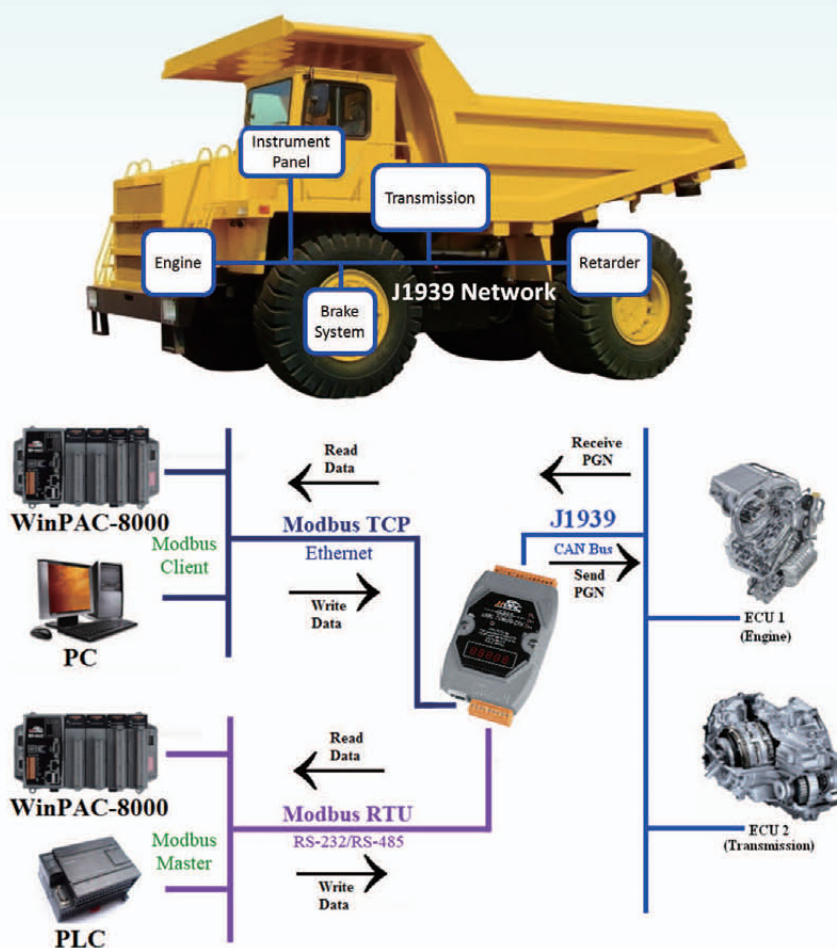 Instrument
Panel
Transmission
Engine
Retarder
J1939 Network
Brake
System
WinPAC-8000
Modbus
Client
PC
Read
Data
Modbus TCP
Ethernet
Write
Data
Receive
PGN
J1939
CAN Bus
Send
PGN
ECU 1
(Engine)
WinPAC-8000
Modbus
Master
PLC
Read
Data
Modbus RTU
RS-232/RS-485
Write
Data
ECU 2
(Transmission)